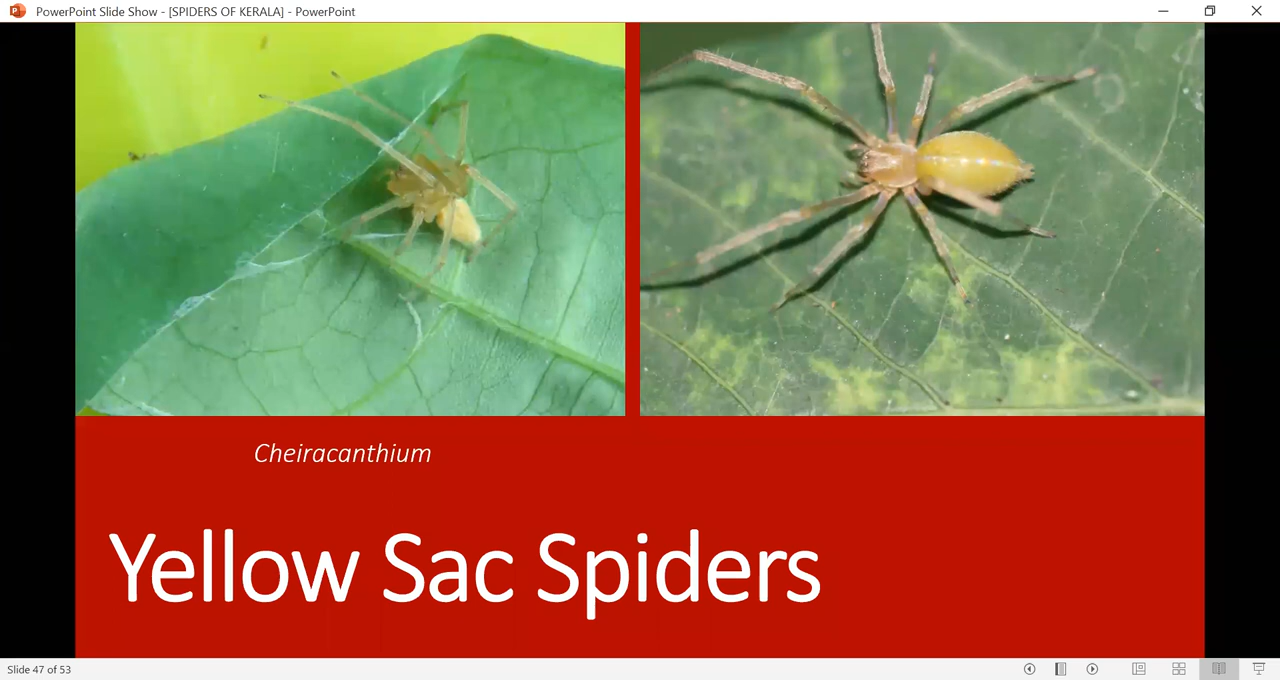 PowerPoint Slide Show - [SPIDERS OF KERALA] - PowerPoint
Cheiracanthium
Yellow Sac Spiders
Slide 47 of 53